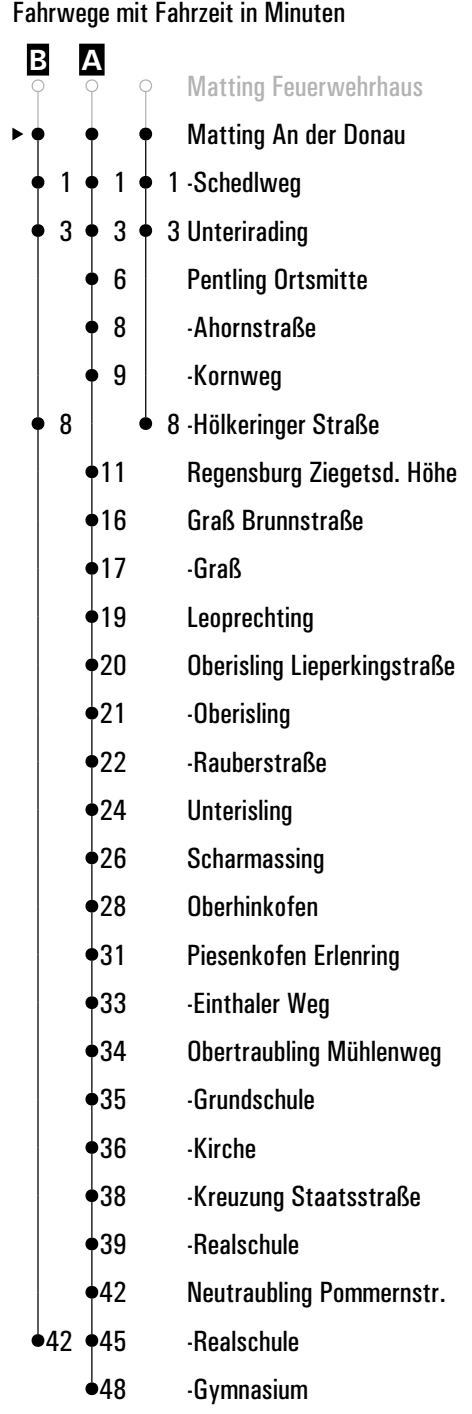 Fahrwege mit Fahrzeit in Minuten
B A
Matting Feuerwehrhaus
Matting An der Donau
1 1 1 -Schedlweg
3 3 3 Unterirading
6 Pentling Ortsmitte
8 -Ahornstraße
9 -Kornweg
8 8 -Hölkeringer Straße
11 Regensburg Ziegetsd. Höhe
16 Graß Brunnstraße
17 -Graß
19 Leoprechting
20 Oberisling Lieperkingstraße
21 -Oberisling
22 -Rauberstraße
24 Unterisling
26 Scharmassing
28 Oberhinkofen
31 Piesenkofen Erlenring
33 -Einthaler Weg
34 Obertraubling Mühlenweg
35 -Grundschule
36 -Kirche
38 -Kreuzung Staatsstraße
39 -Realschule
42 Neutraubling Pommernstr.
42 45 -Realschule
48 -Gymnasium